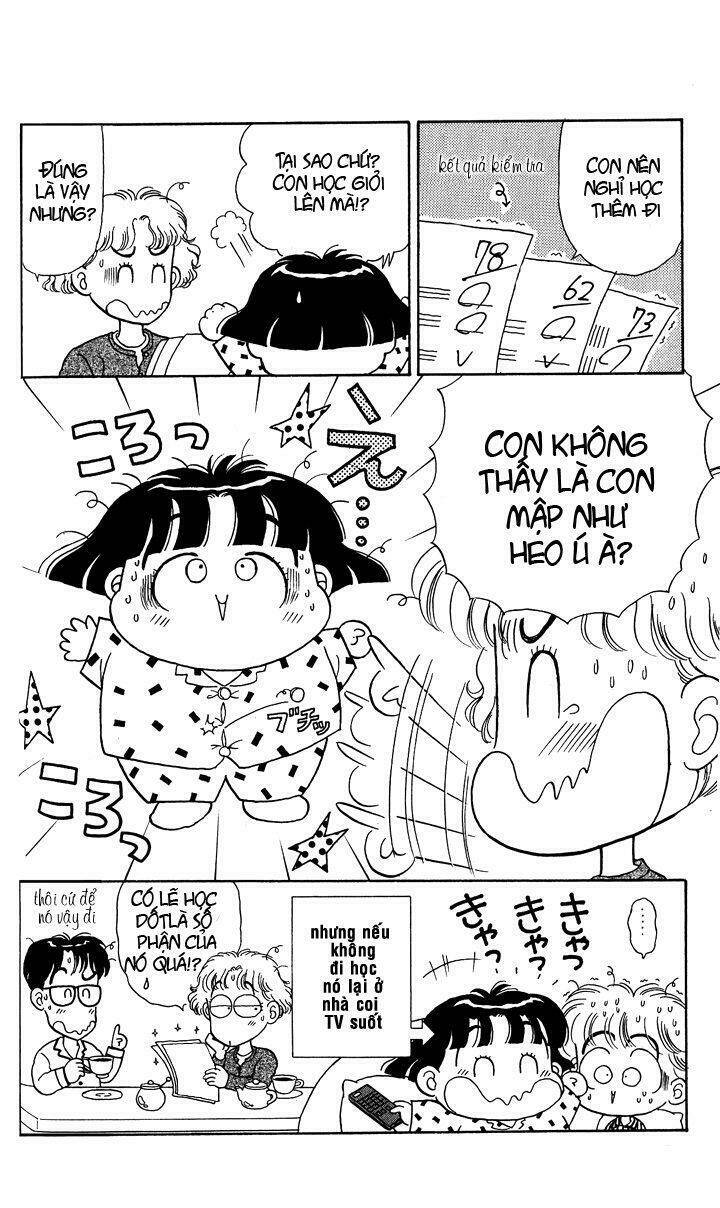 CON NÊN
NGHỈ HỌC
THÊM ĐI
kết quả kiểm tra
78
62
73
TẠI SAO CHỨ?
CON HỌC GIỎI
LÊN MÀ!?
ĐÚNG
LÀ VẬY
NHƯNG?
CON KHÔNG
THẤY LÀ CON
MẬP NHƯ
HEO Ú À?
えー…
ころっ
ブチッ
ころっ
……
きゃっ
きゃっ
きゃっ
nhưng nếu
không
đi học
nó lại ở
nhà coi
TV suốt
CÓ LẼ HỌC
DỐT LÀ SỐ
PHẬN CỦA
NÓ QUÁ!?
thôi cứ để
nó vậy đi